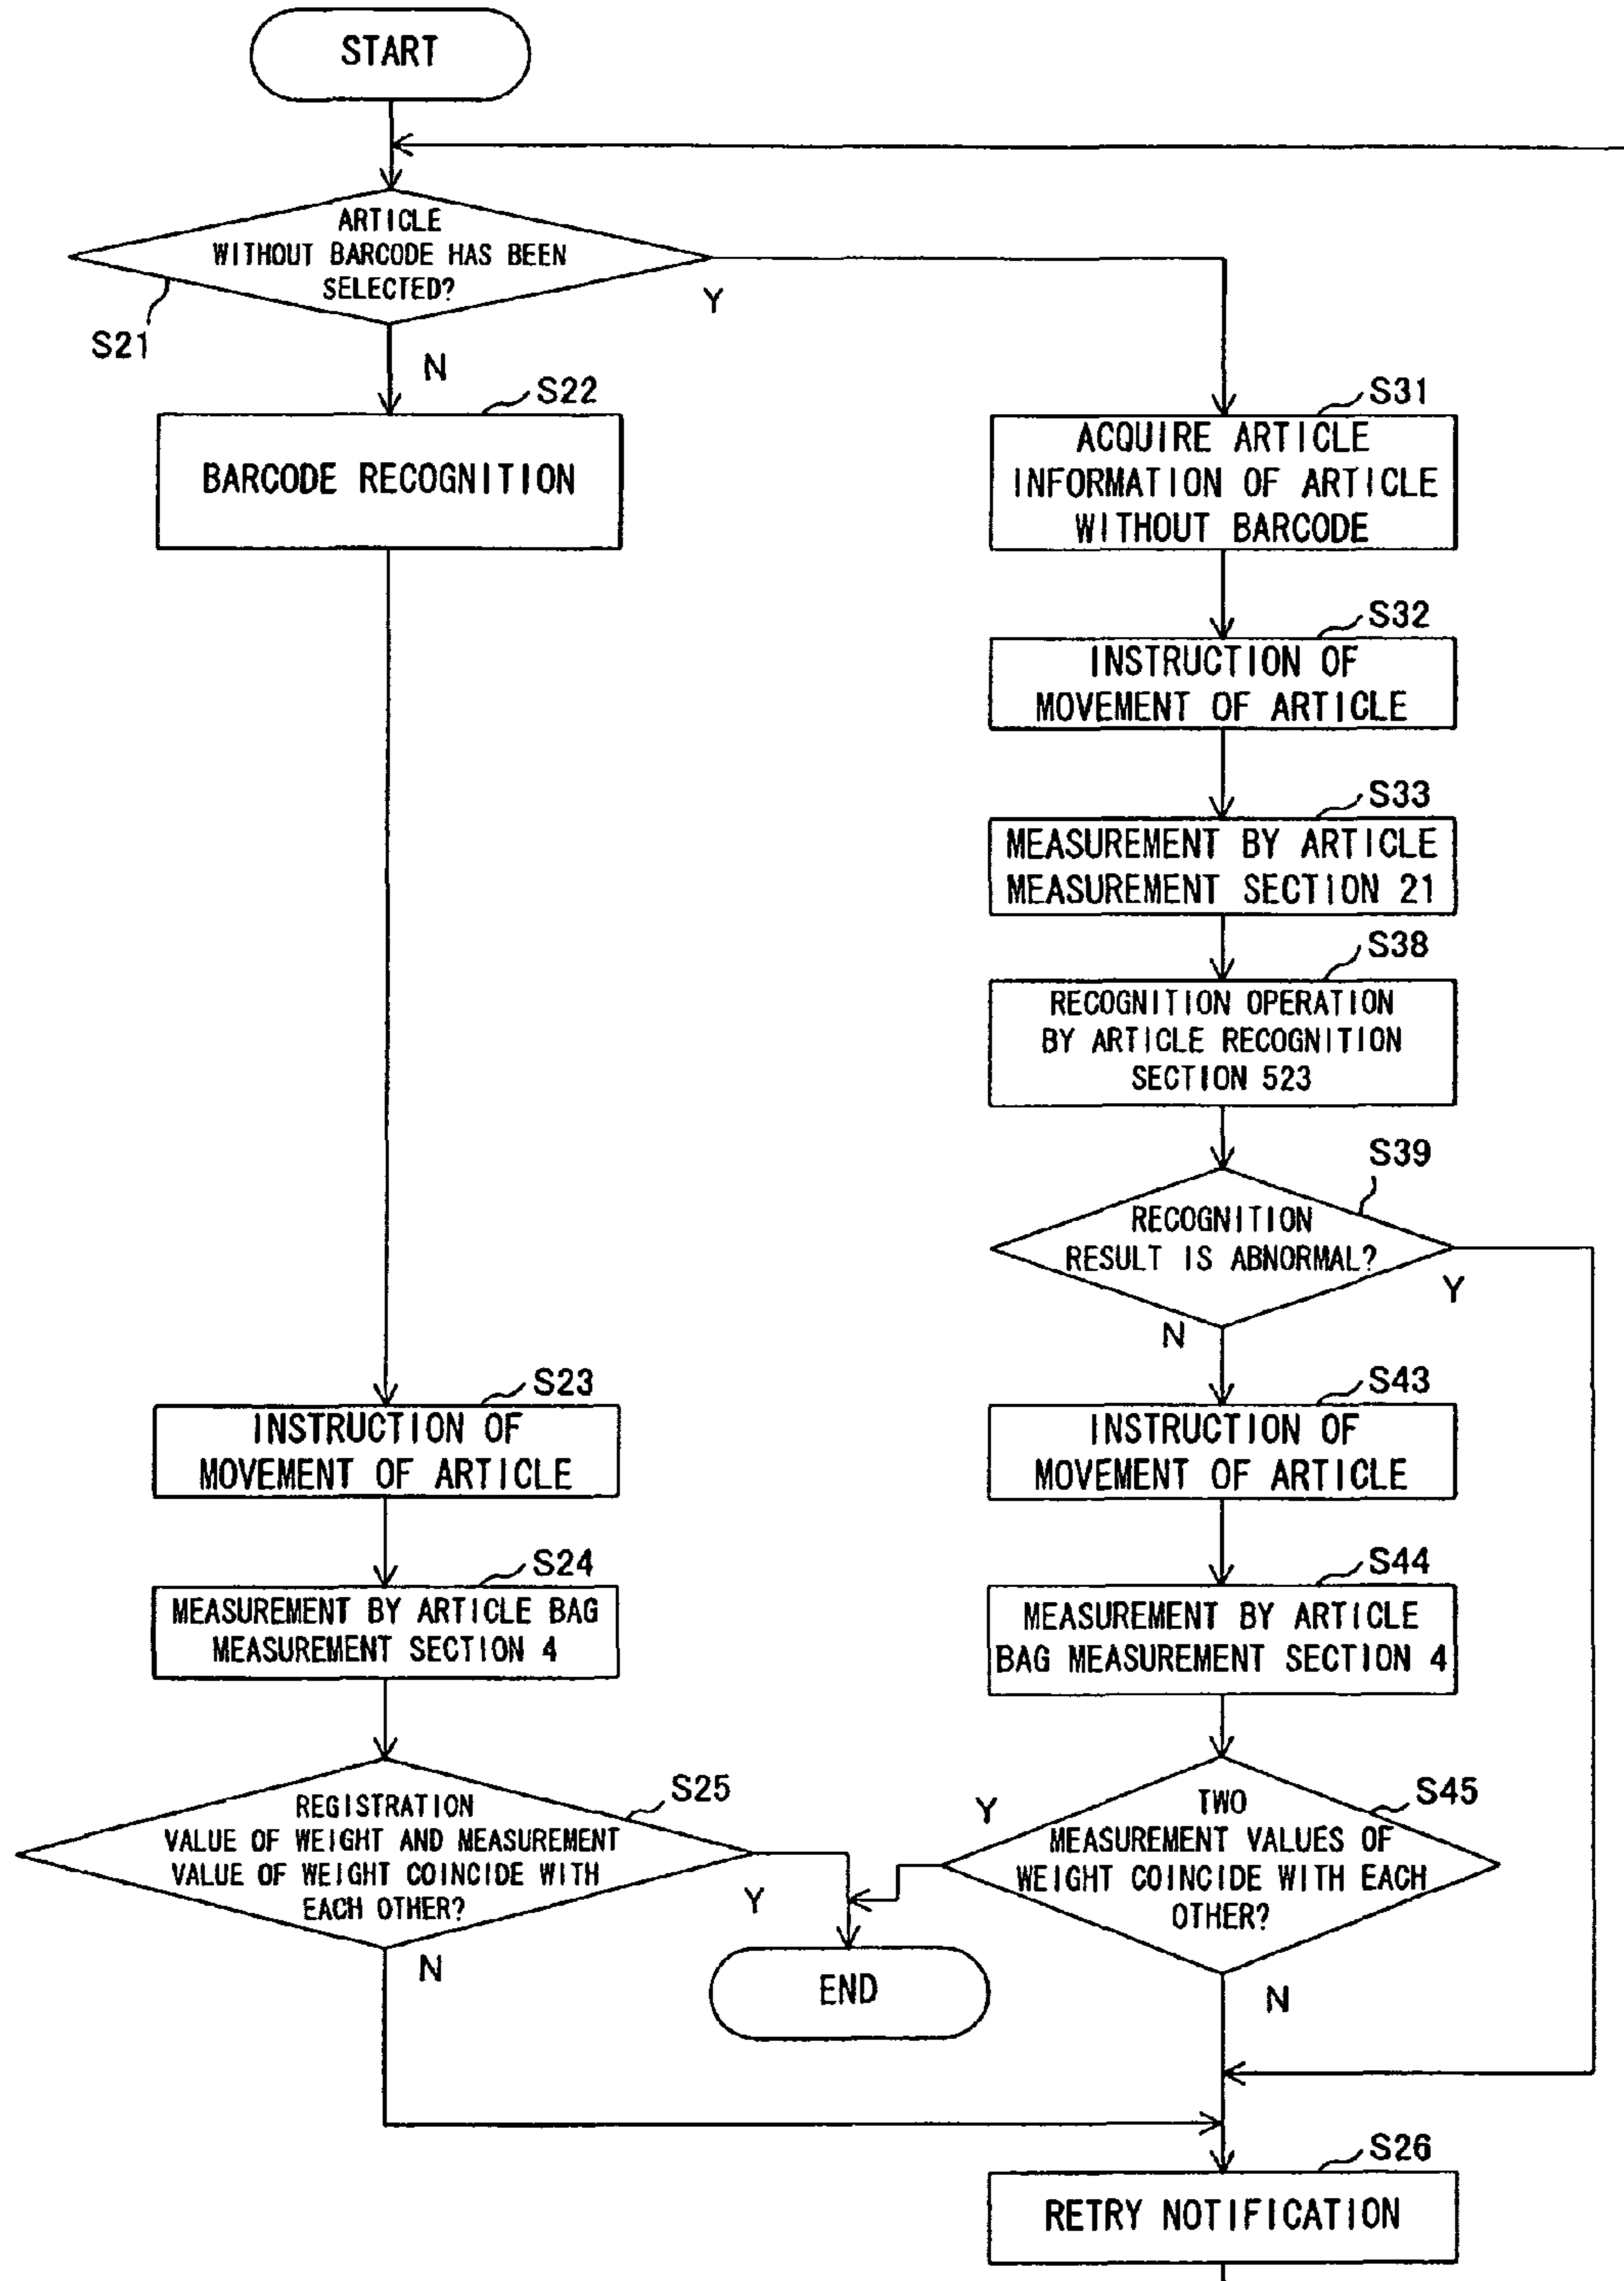 START
ARTICLE
WITHOUT BARCODE HAS BEEN
SELECTED?
S21
Y
N
S22
BARCODE RECOGNITION
S31
ACQUIRE ARTICLE
INFORMATION OF ARTICLE
WITHOUT BARCODE
S32
INSTRUCTION OF
MOVEMENT OF ARTICLE
S33
MEASUREMENT BY ARTICLE
MEASUREMENT SECTION 21
S38
RECOGNITION OPERATION
BY ARTICLE RECOGNITION
SECTION 523
S39
RECOGNITION
RESULT IS ABNORMAL?
Y
N
S23
INSTRUCTION OF
MOVEMENT OF ARTICLE
S43
INSTRUCTION OF
MOVEMENT OF ARTICLE
S24
MEASUREMENT BY ARTICLE BAG
MEASUREMENT SECTION 4
S44
MEASUREMENT BY ARTICLE
BAG MEASUREMENT SECTION 4
S25
REGISTRATION
VALUE OF WEIGHT AND MEASUREMENT
VALUE OF WEIGHT COINCIDE WITH
EACH OTHER?
Y
N
S45
TWO
MEASUREMENT VALUES OF
WEIGHT COINCIDE WITH EACH
OTHER?
Y
N
END
S26
RETRY NOTIFICATION